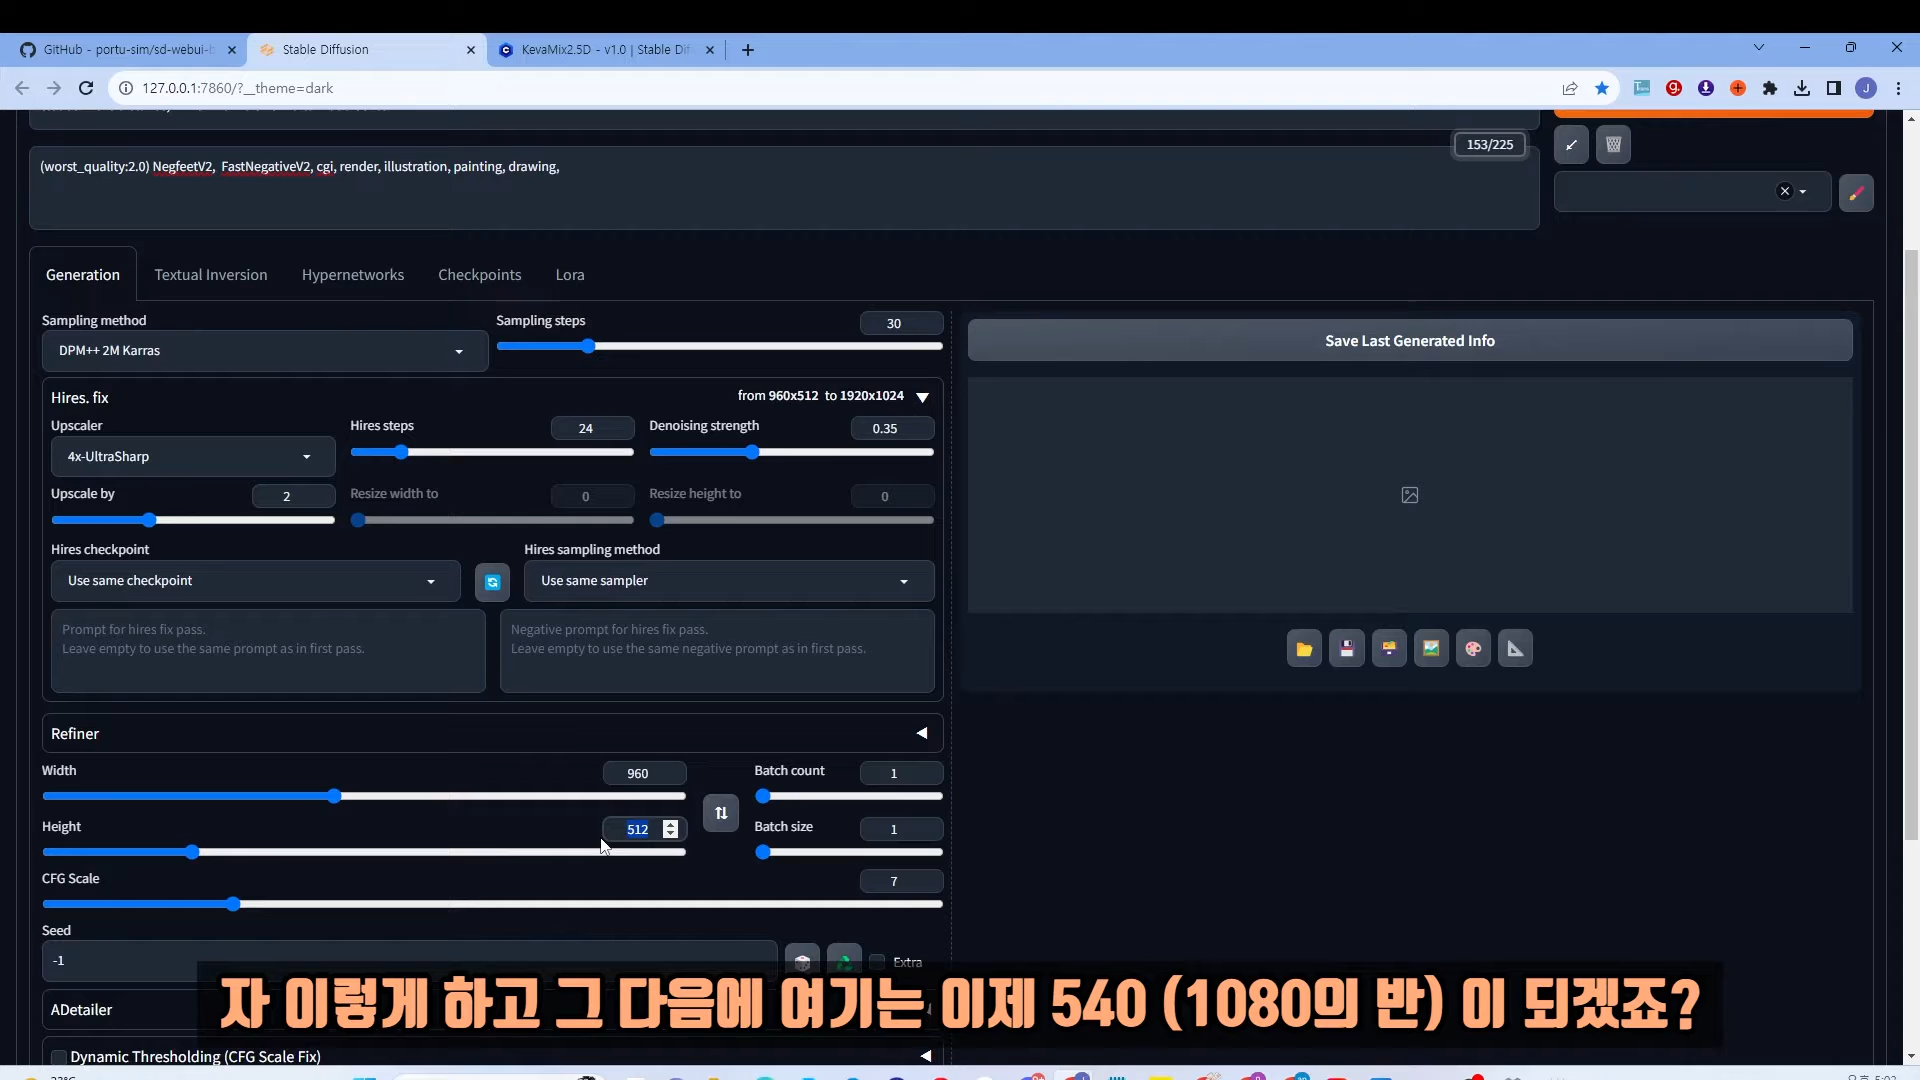 GitHub - portu-sim/sd-webui-b
Stable Diffusion
KevaMix2.5D - v1.0 | Stable Dif
127.0.0.1:7860/?__theme=dark
J
153/225
(worst_quality:2.0) NegfeetV2,  FastNegativeV2, cgi, render, illustration, painting, drawing,
Generation
Textual Inversion
Hypernetworks
Checkpoints
Lora
Sampling method
DPM++ 2M Karras
Sampling steps
30
Save Last Generated Info
Hires. fix
from 960x512 to 1920x1024
Upscaler
4x-UltraSharp
Hires steps
24
Denoising strength
0.35
Upscale by
2
Resize width to
0
Resize height to
0
Hires checkpoint
Use same checkpoint
Hires sampling method
Use same sampler
Prompt for hires fix pass.
Leave empty to use the same prompt as in first pass.
Negative prompt for hires fix pass.
Leave empty to use the same negative prompt as in first pass.
Refiner
Width
960
Batch count
1
Height
512
Batch size
1
CFG Scale
7
Seed
-1
Extra
자 이렇게 하고 그 다음에 여기는 이제 540 (1080의 반) 이 되겠죠?
ADetailer
Dynamic Thresholding (CFG Scale Fix)